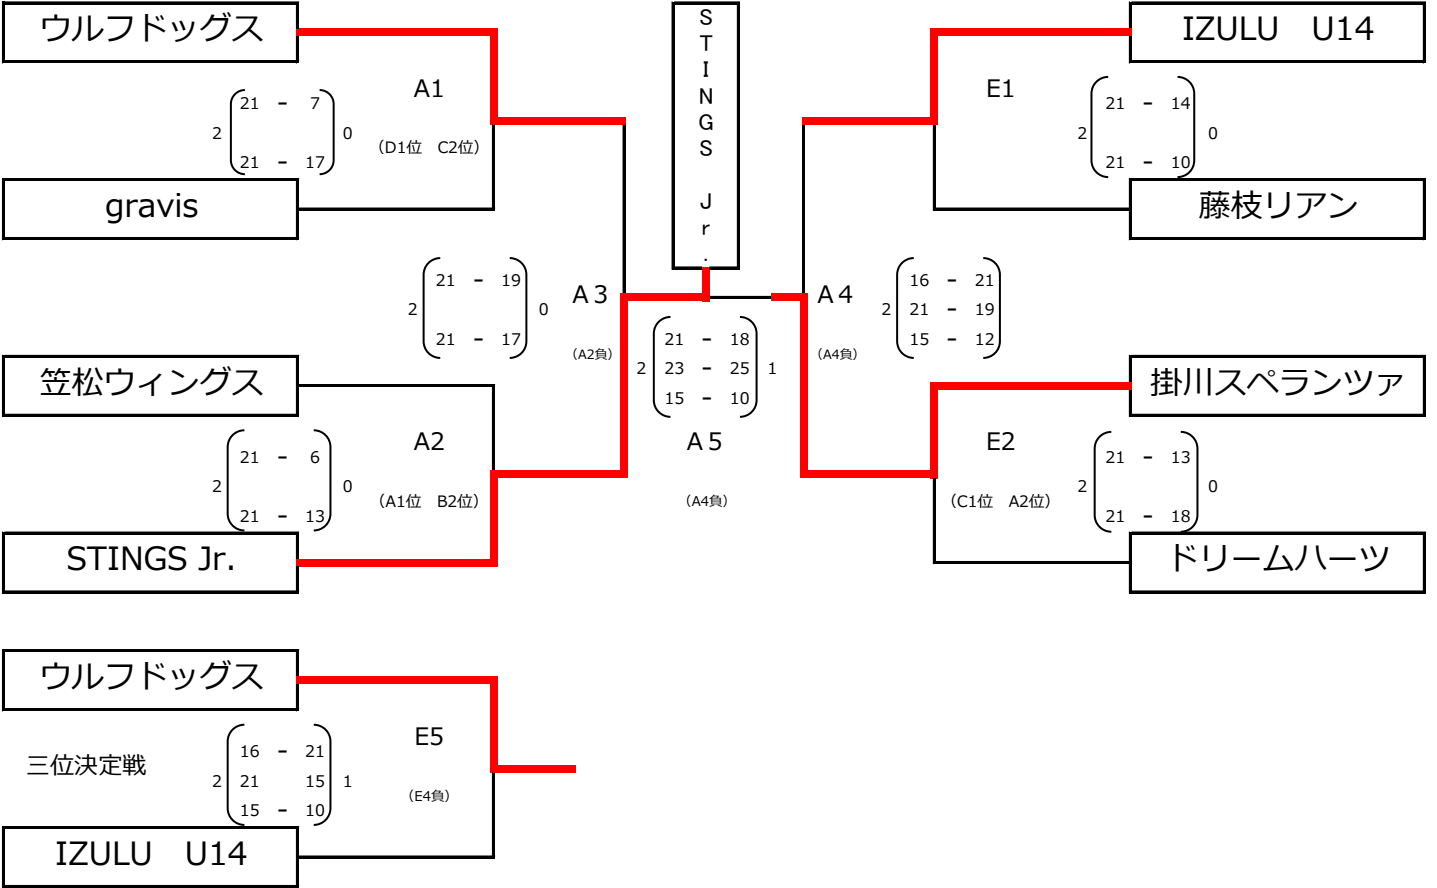 ウルフドッグス
A1
21 - 7
2 0
(D1位 C2位)
21 - 17
gravis
STINGS Jr.
IZULU U14
E1
21 - 14
2 0
21 - 10
藤枝リアン
21 - 19
2 0
21 - 17
A3
(A2負)
A4
(A4負)
16 - 21
2 21 - 19
15 - 12
21 - 18
2 23 - 25 1
15 - 10
A5
(A4負)
笠松ウィングス
A2
21 - 6
2 0
(A1位 B2位)
21 - 13
STINGS Jr.
掛川スペランツァ
E2
21 - 13
(C1位 A2位)
2 0
21 - 18
ドリームハーツ
ウルフドッグス
三位決定戦
16 - 21
2 21 15 1
15 - 10
E5
(E4負)
IZULU U14